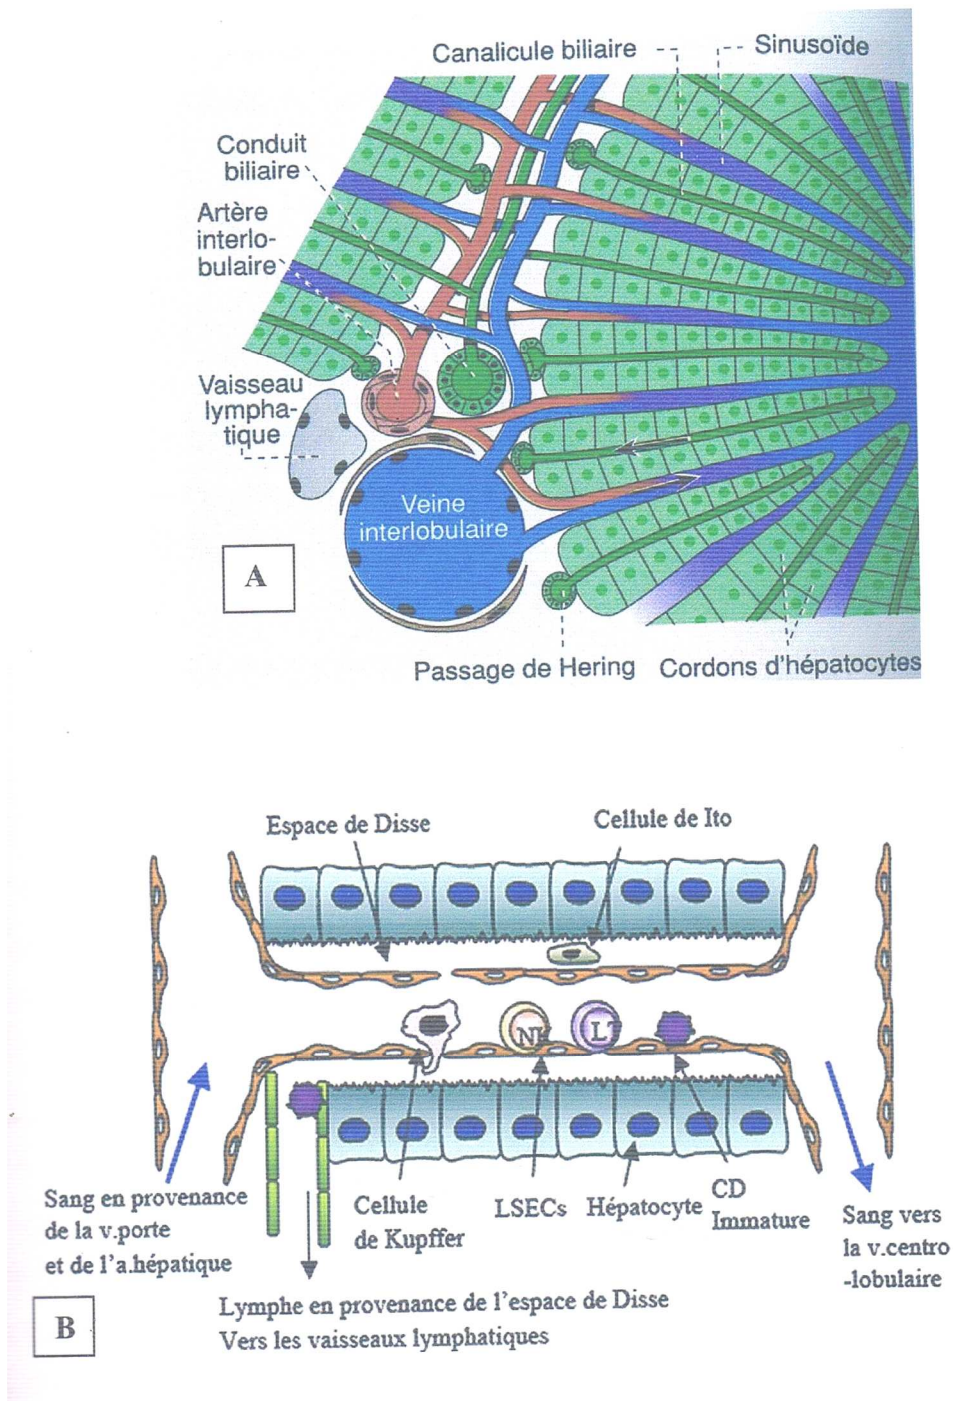 Canalicule biliaire
Sinusoïde
Conduit
biliaire
Artère
interlo-
bulaire
Vaisseau
lympha-
tique
Veine
interlobulaire
A
Passage de Hering
Cordons d'hépatocytes
Espace de Disse
Cellule de Ito
NK
LT
Sang en provenance
de la v.porte
et de l'a.hépatique
Cellule
de Kupffer
LSECs
Hépatocyte
CD
Immature
Sang vers
la v.centro
-lobulaire
Lymphe en provenance de l'espace de Disse
Vers les vaisseaux lymphatiques
B